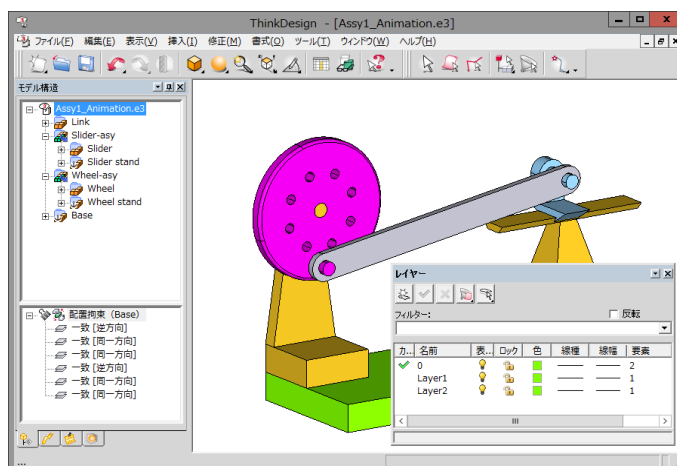 ThinkDesign - [Assy1_Animation.e3]
ファイル(F) 編集(E) 表示(V) 挿入(I) 修正(M) 書式(O) ツール(T) ウィンドウ(W) ヘルプ(H)
モデル構造
Assy1_Animation.e3
Link
Slider-asy
Slider
Slider stand
Wheel-asy
Wheel
Wheel stand
Base
配置拘束 (Base)
一致 [逆方向]
一致 [同一方向]
一致 [同一方向]
一致 [逆方向]
一致 [同一方向]
一致 [同一方向]
レイヤー
フィルター:
反転
カ... 名前 表... ロック 色 線種 線幅 要素
0 2
Layer1 1
Layer2 1
...